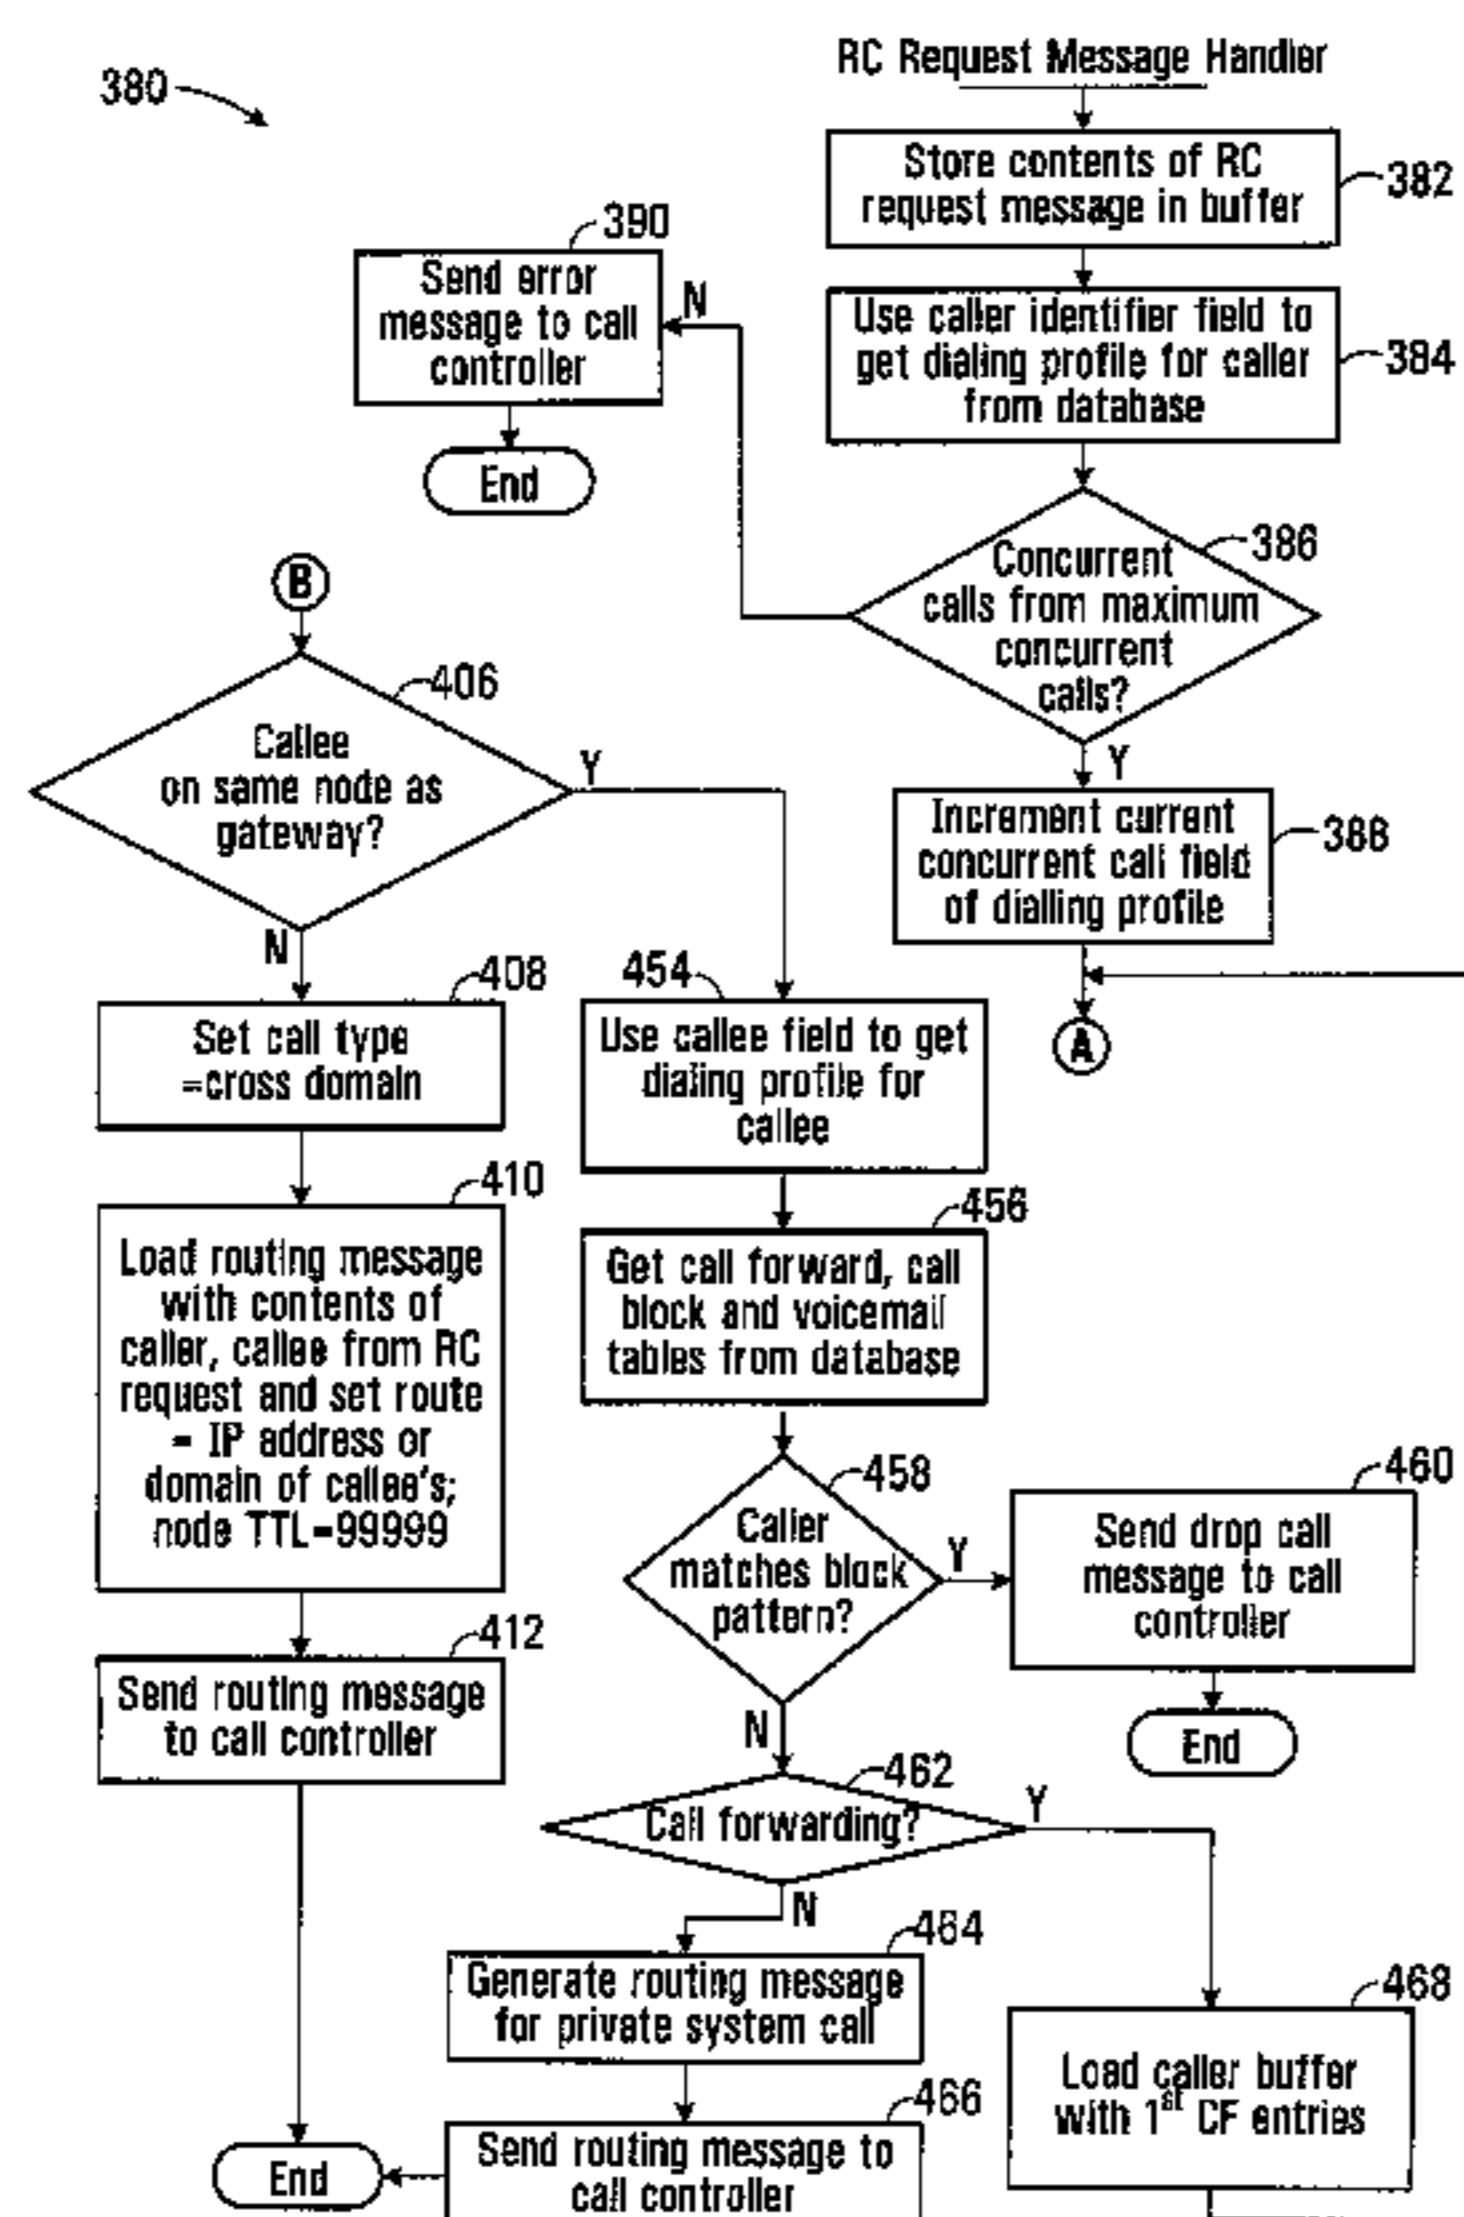 RC Request Message Handler
380
Store contents of RC
request message in buffer
382
390
Send error
message to call
controller
N
Use caller identifier field to
get dialing profile for caller
from database
384
End
Concurrent
calls from maximum
concurrent
calls?
386
B
406
Callee
on same node as
gateway?
Y
Y
Increment current
concurrent call field
of dialling profile
388
N
408
Set call type
=cross domain
454
Use callee field to get
dialing profile for
callee
A
410
Load routing message
with contents of
caller, callee from RC
request and set route
= IP address or
domain of callee's;
node TTL=99999
456
Get call forward, call
block and voicemail
tables from database
458
Caller
matches block
pattern?
Y
460
Send drop call
message to call
controller
412
Send routing message
to call controller
N
End
462
Call forwarding?
Y
N
464
Generate routing message
for private system call
468
Load caller buffer
with 1st CF entries
466
Send routing message to
call controller
End